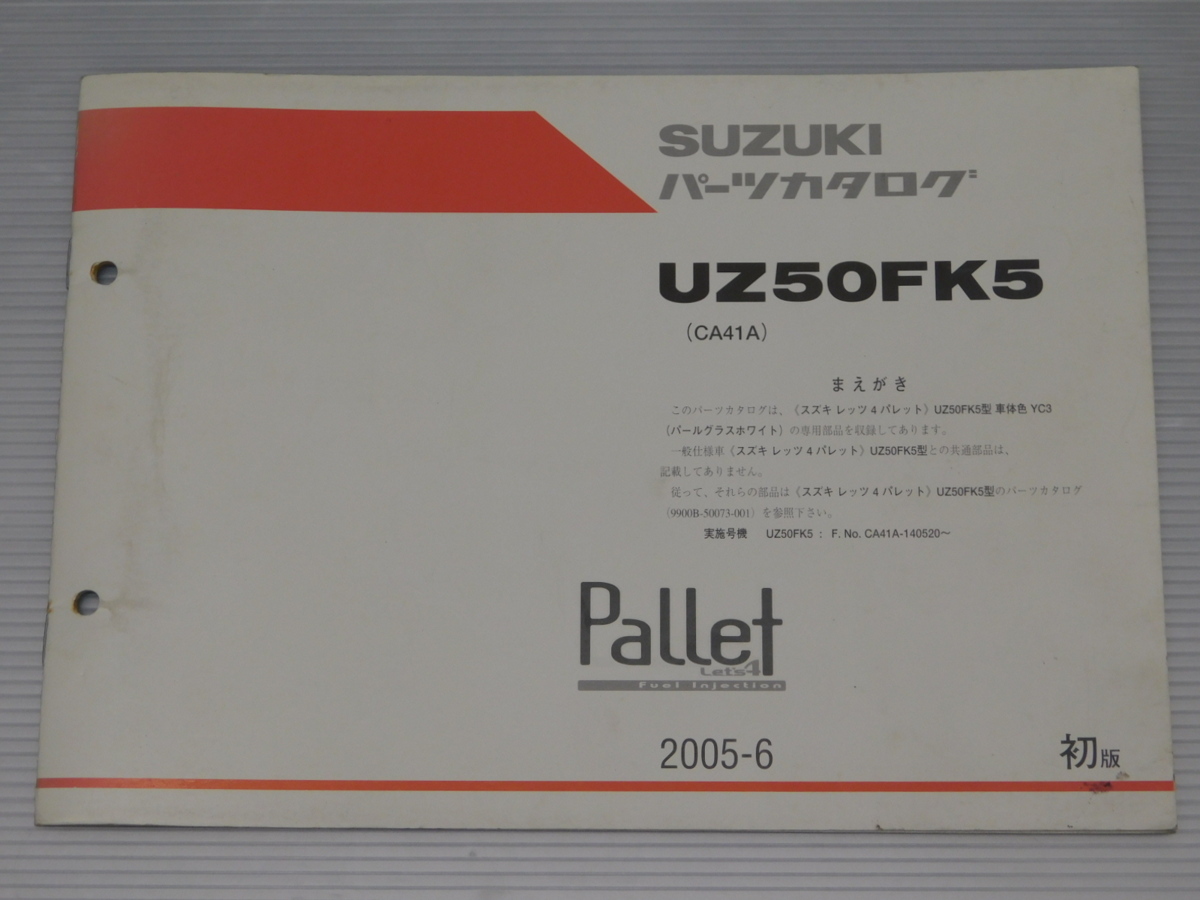 SUZUKI
パーツカタログ
UZ50FK5
(CA41A)
まえがき
このパーツカタログは、《スズキ レッツ4パレット》UZ50FK5型 車体色 YC3
(パールグラスホワイト)の専用部品を収録してあります。
一般仕様車《スズキ レッツ4パレット》UZ50FK5型との共通部品は、
記載してありません。
従って、それらの部品は《スズキ レッツ4パレット》UZ50FK5型のパーツカタログ
(9900B-50073-001)を参照下さい。
実施号機 UZ50FK5 : F. No. CA41A-140520〜
Pallet
Let's4
Fuel Injection
2005-6
初版